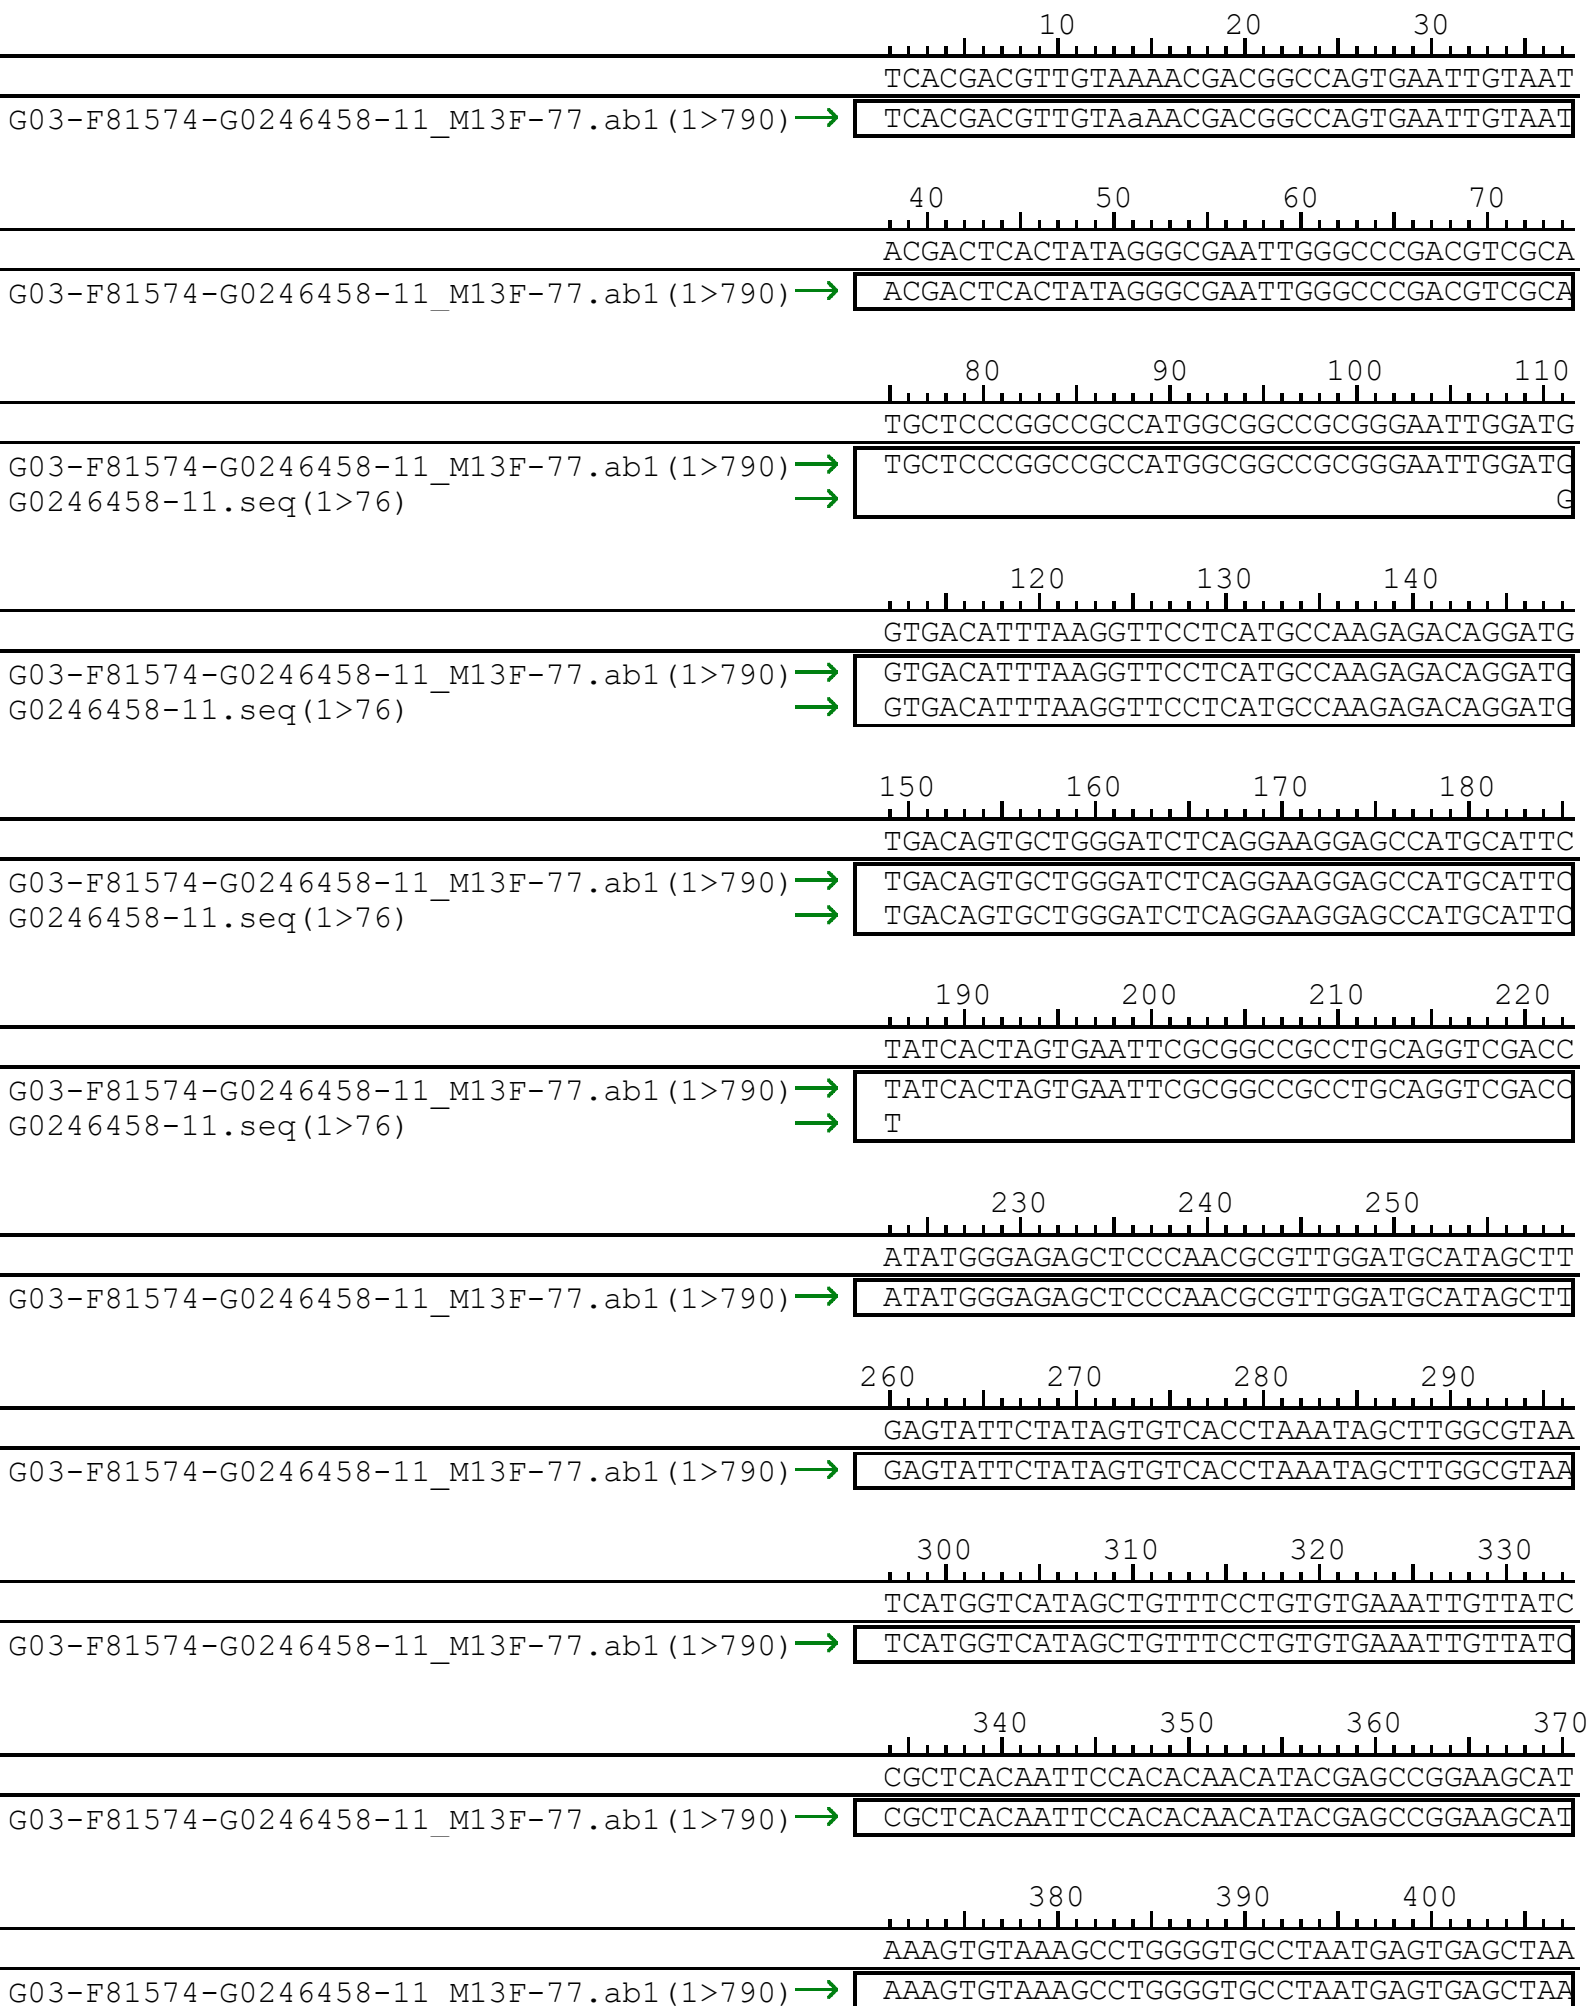 10 20 30
TCACGACGTTGTAAAACGACGGCCAGTGAATTGTAAT
G03-F81574-G0246458-11_M13F-77.ab1(1>790) → TCACGACGTTGTAaAACGACGGCCAGTGAATTGTAAT
40 50 60 70
ACGACTCACTATAGGGCGAATTGGGCCCGACGTCGCA
G03-F81574-G0246458-11_M13F-77.ab1(1>790) → ACGACTCACTATAGGGCGAATTGGGCCCGACGTCGCA
80 90 100 110
TGCTCCCGGCCGCCATGGCGGCCGCGGGAATTGGATG
G03-F81574-G0246458-11_M13F-77.ab1(1>790) → TGCTCCCGGCCGCCATGGCGGCCGCGGGAATTGGATG
G0246458-11.seq(1>76) → G
120 130 140
GTGACATTTAAGGTTCCTCATGCCAAGAGACAGGATG
G03-F81574-G0246458-11_M13F-77.ab1(1>790) → GTGACATTTAAGGTTCCTCATGCCAAGAGACAGGATG
G0246458-11.seq(1>76) → GTGACATTTAAGGTTCCTCATGCCAAGAGACAGGATG
150 160 170 180
TGACAGTGCTGGGATCTCAGGAAGGAGCCATGCATTC
G03-F81574-G0246458-11_M13F-77.ab1(1>790) → TGACAGTGCTGGGATCTCAGGAAGGAGCCATGCATTC
G0246458-11.seq(1>76) → TGACAGTGCTGGGATCTCAGGAAGGAGCCATGCATTC
190 200 210 220
TATCACTAGTGAATTCGCGGCCGCCTGCAGGTCGACC
G03-F81574-G0246458-11_M13F-77.ab1(1>790) → TATCACTAGTGAATTCGCGGCCGCCTGCAGGTCGACC
G0246458-11.seq(1>76) → T
230 240 250
ATATGGGAGAGCTCCCAACGCGTTGGATGCATAGCTT
G03-F81574-G0246458-11_M13F-77.ab1(1>790) → ATATGGGAGAGCTCCCAACGCGTTGGATGCATAGCTT
260 270 280 290
GAGTATTCTATAGTGTCACCTAAATAGCTTGGCGTAA
G03-F81574-G0246458-11_M13F-77.ab1(1>790) → GAGTATTCTATAGTGTCACCTAAATAGCTTGGCGTAA
300 310 320 330
TCATGGTCATAGCTGTTTCCTGTGTGAAATTGTTATC
G03-F81574-G0246458-11_M13F-77.ab1(1>790) → TCATGGTCATAGCTGTTTCCTGTGTGAAATTGTTATC
340 350 360 370
CGCTCACAATTCCACACAACATACGAGCCGGAAGCAT
G03-F81574-G0246458-11_M13F-77.ab1(1>790) → CGCTCACAATTCCACACAACATACGAGCCGGAAGCAT
380 390 400
AAAGTGTAAAGCCTGGGGTGCCTAATGAGTGAGCTAA
G03-F81574-G0246458-11_M13F-77.ab1(1>790) → AAAGTGTAAAGCCTGGGGTGCCTAATGAGTGAGCTAA